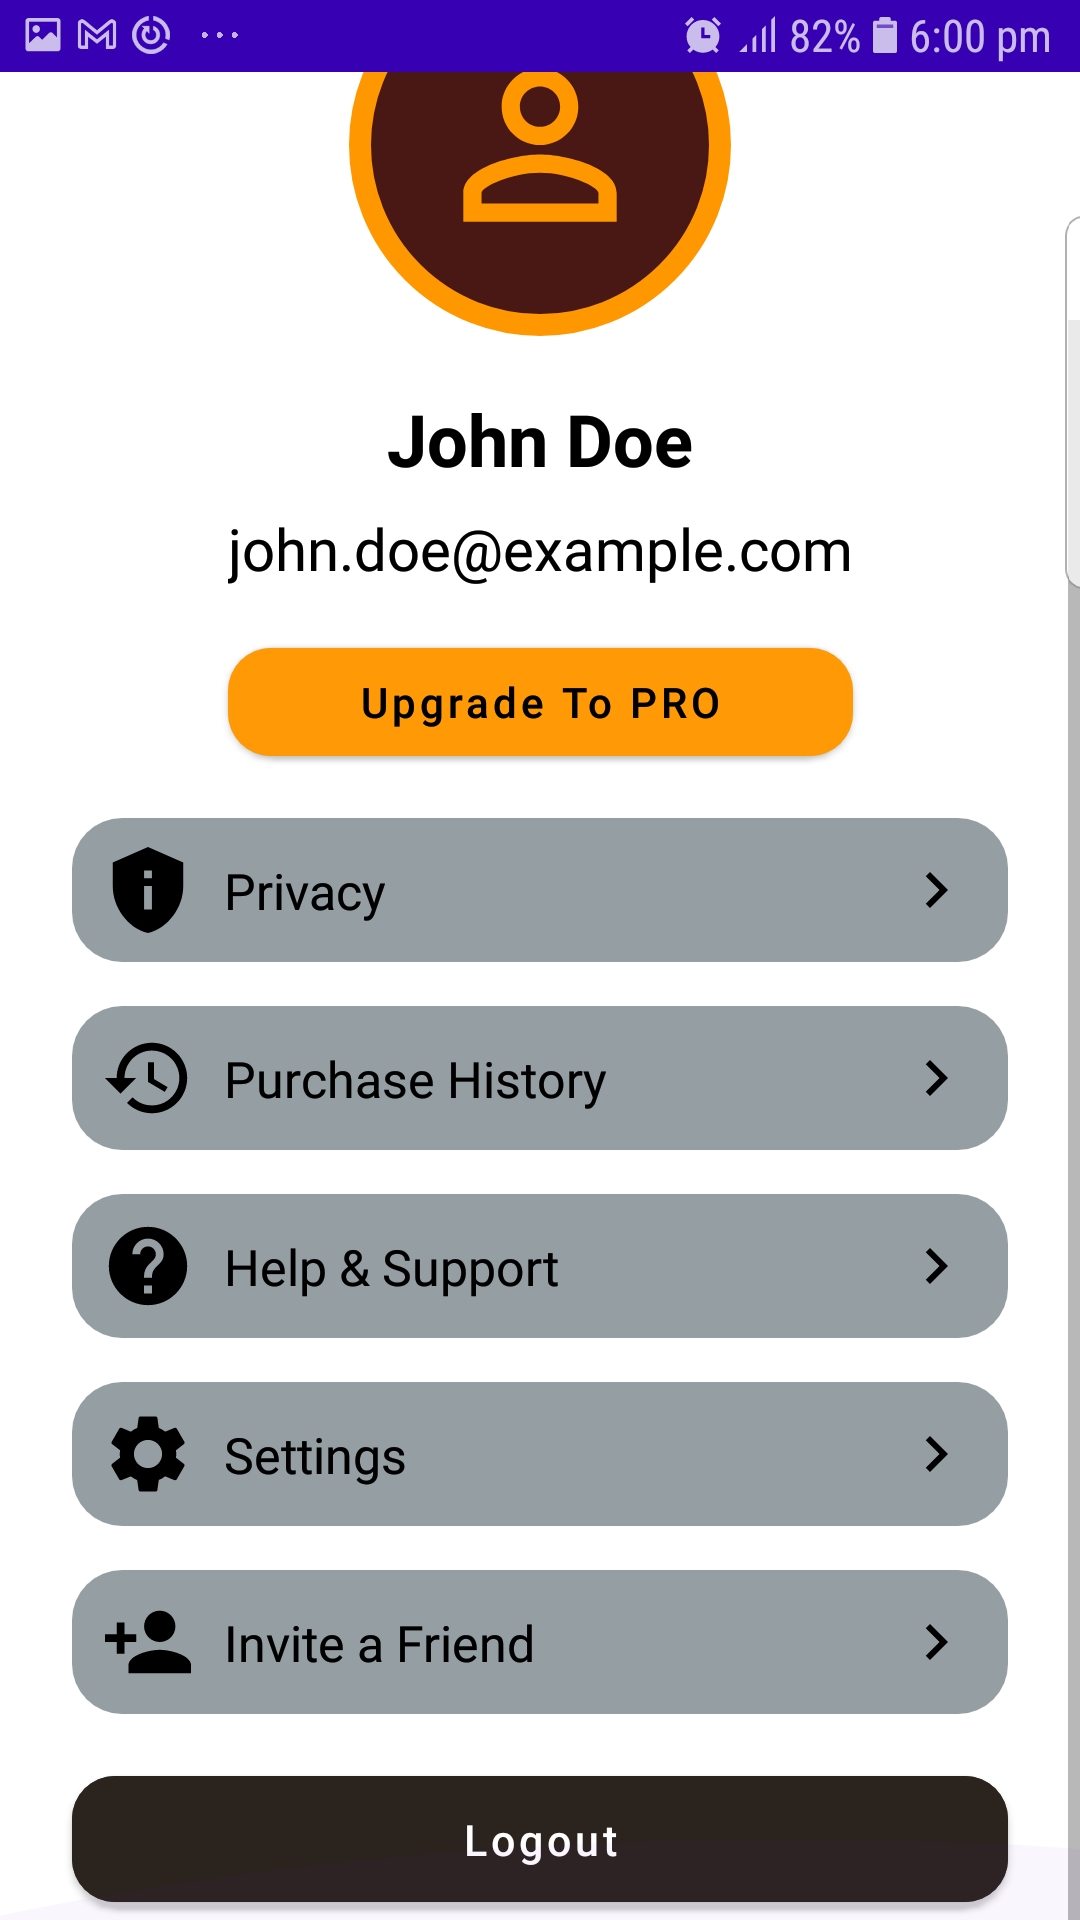 82% 6:00 pm
John Doe
john.doe@example.com
Upgrade To PRO
Privacy
Purchase History
Help & Support
Settings
Invite a Friend
Logout